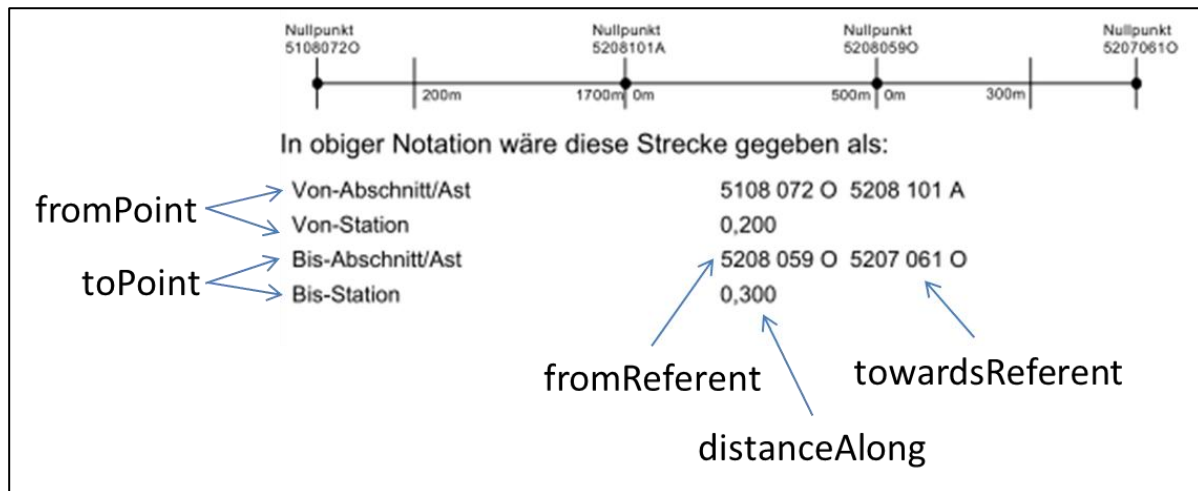 Nullpunkt Nullpunkt Nullpunkt Nullpunkt
5108072O 5208101A 5208059O 5207061O
200m 1700m 0m 500m 0m 300m
In obiger Notation wäre diese Strecke gegeben als:
Von-Abschnitt/Ast 5108 072 O 5208 101 A
fromPoint
Von-Station 0,200
Bis-Abschnitt/Ast 5208 059 O 5207 061 O
toPoint
Bis-Station 0,300
fromReferent towardsReferent
distanceAlong